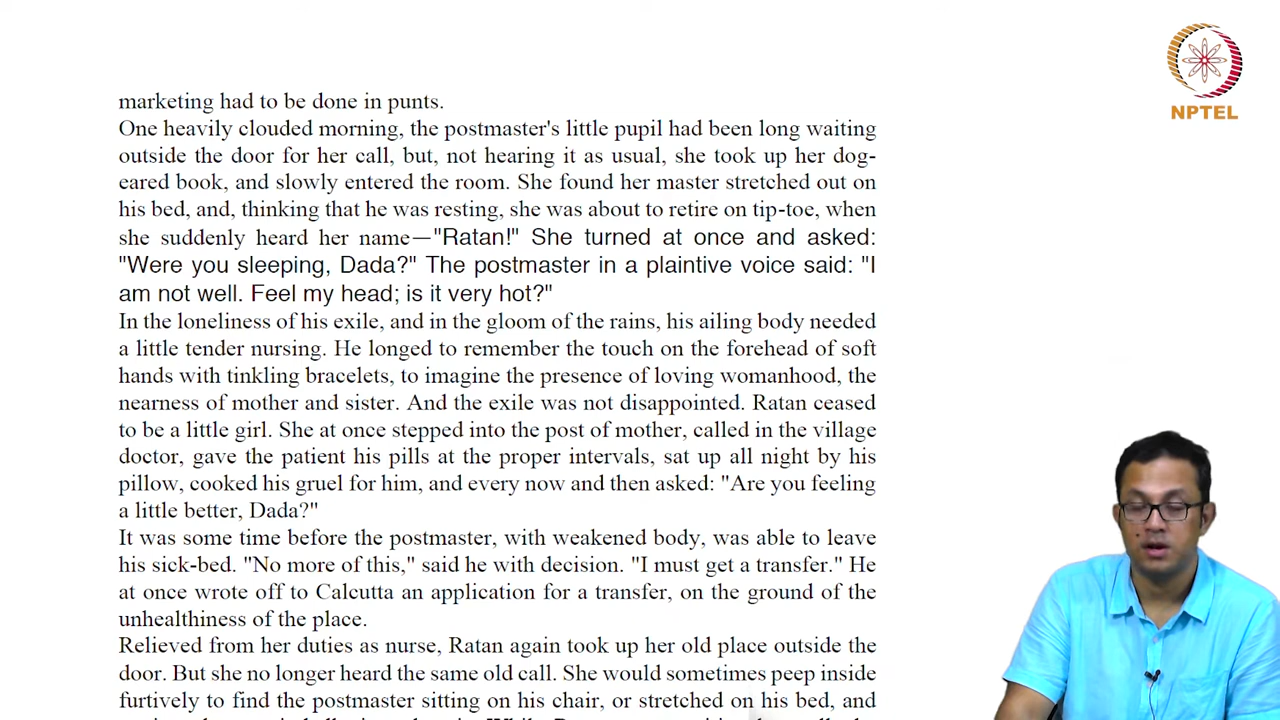 NPTEL
marketing had to be done in punts.
One heavily clouded morning, the postmaster's little pupil had been long waiting
outside the door for her call, but, not hearing it as usual, she took up her dog-
eared book, and slowly entered the room. She found her master stretched out on
his bed, and, thinking that he was resting, she was about to retire on tip-toe, when
she suddenly heard her name—"Ratan!" She turned at once and asked:
"Were you sleeping, Dada?" The postmaster in a plaintive voice said: "I
am not well. Feel my head; is it very hot?"
In the loneliness of his exile, and in the gloom of the rains, his ailing body needed
a little tender nursing. He longed to remember the touch on the forehead of soft
hands with tinkling bracelets, to imagine the presence of loving womanhood, the
nearness of mother and sister. And the exile was not disappointed. Ratan ceased
to be a little girl. She at once stepped into the post of mother, called in the village
doctor, gave the patient his pills at the proper intervals, sat up all night by his
pillow, cooked his gruel for him, and every now and then asked: "Are you feeling
a little better, Dada?"
It was some time before the postmaster, with weakened body, was able to leave
his sick-bed. "No more of this," said he with decision. "I must get a transfer." He
at once wrote off to Calcutta an application for a transfer, on the ground of the
unhealthiness of the place.
Relieved from her duties as nurse, Ratan again took up her old place outside the
door. But she no longer heard the same old call. She would sometimes peep inside
furtively to find the postmaster sitting on his chair, or stretched on his bed, and